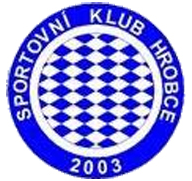 SPORTOVNÍ KLUB HROBCE
2003